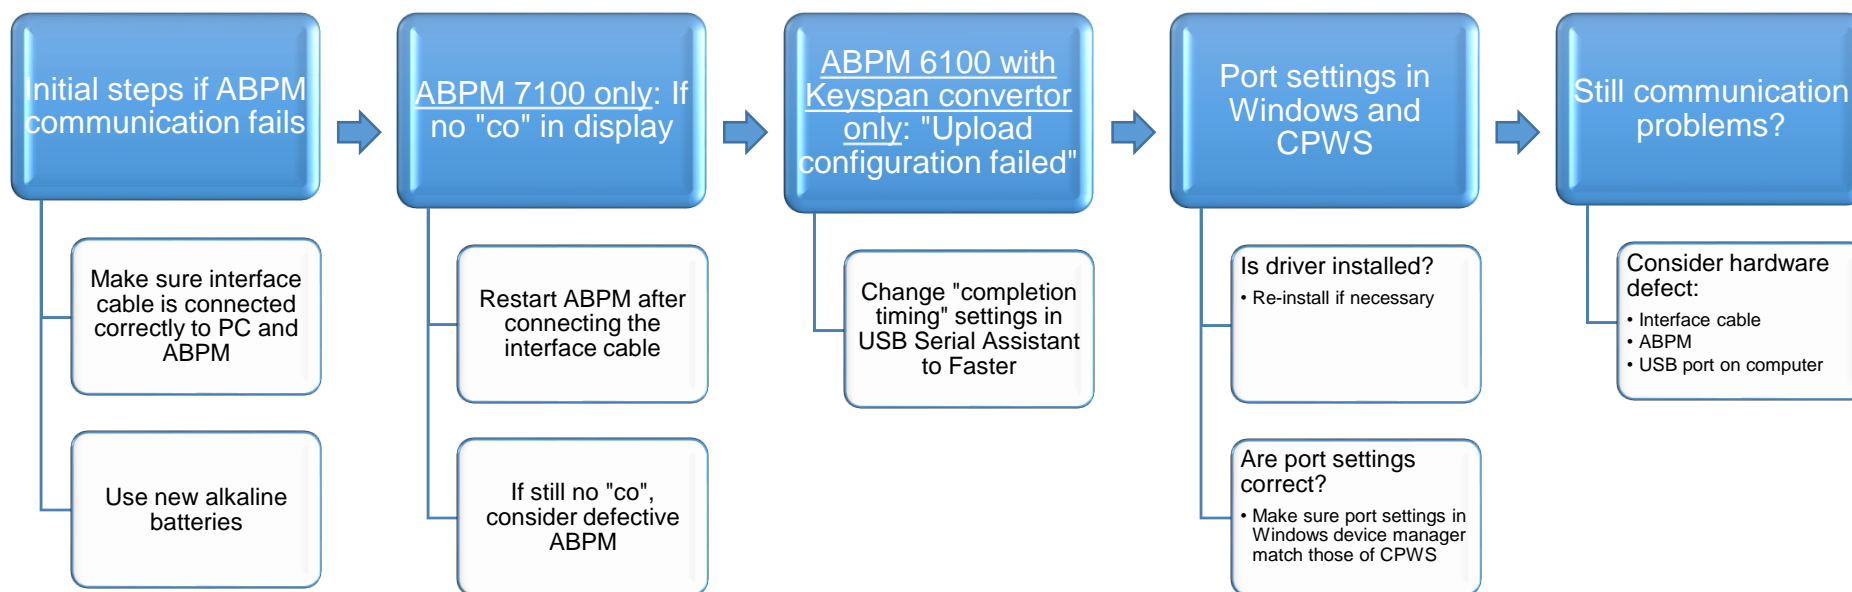 Initial steps if ABPM
communication fails
Make sure interface
cable is connected
correctly to PC and
ABPM
Use new alkaline
batteries
ABPM 7100 only: If
no "co" in display
Restart ABPM after
connecting the
interface cable
If still no "co",
consider defective
ABPM
ABPM 6100 with
Keyspan convertor
only: "Upload
configuration failed"
Change "completion
timing" settings in
USB Serial Assistant
to Faster
Port settings in
Windows and
CPWS
Is driver installed?
• Re-install if necessary
Are port settings
correct?
• Make sure port settings in
Windows device manager
match those of CPWS
Still communication
problems?
Consider hardware
defect:
• Interface cable
• ABPM
• USB port on computer